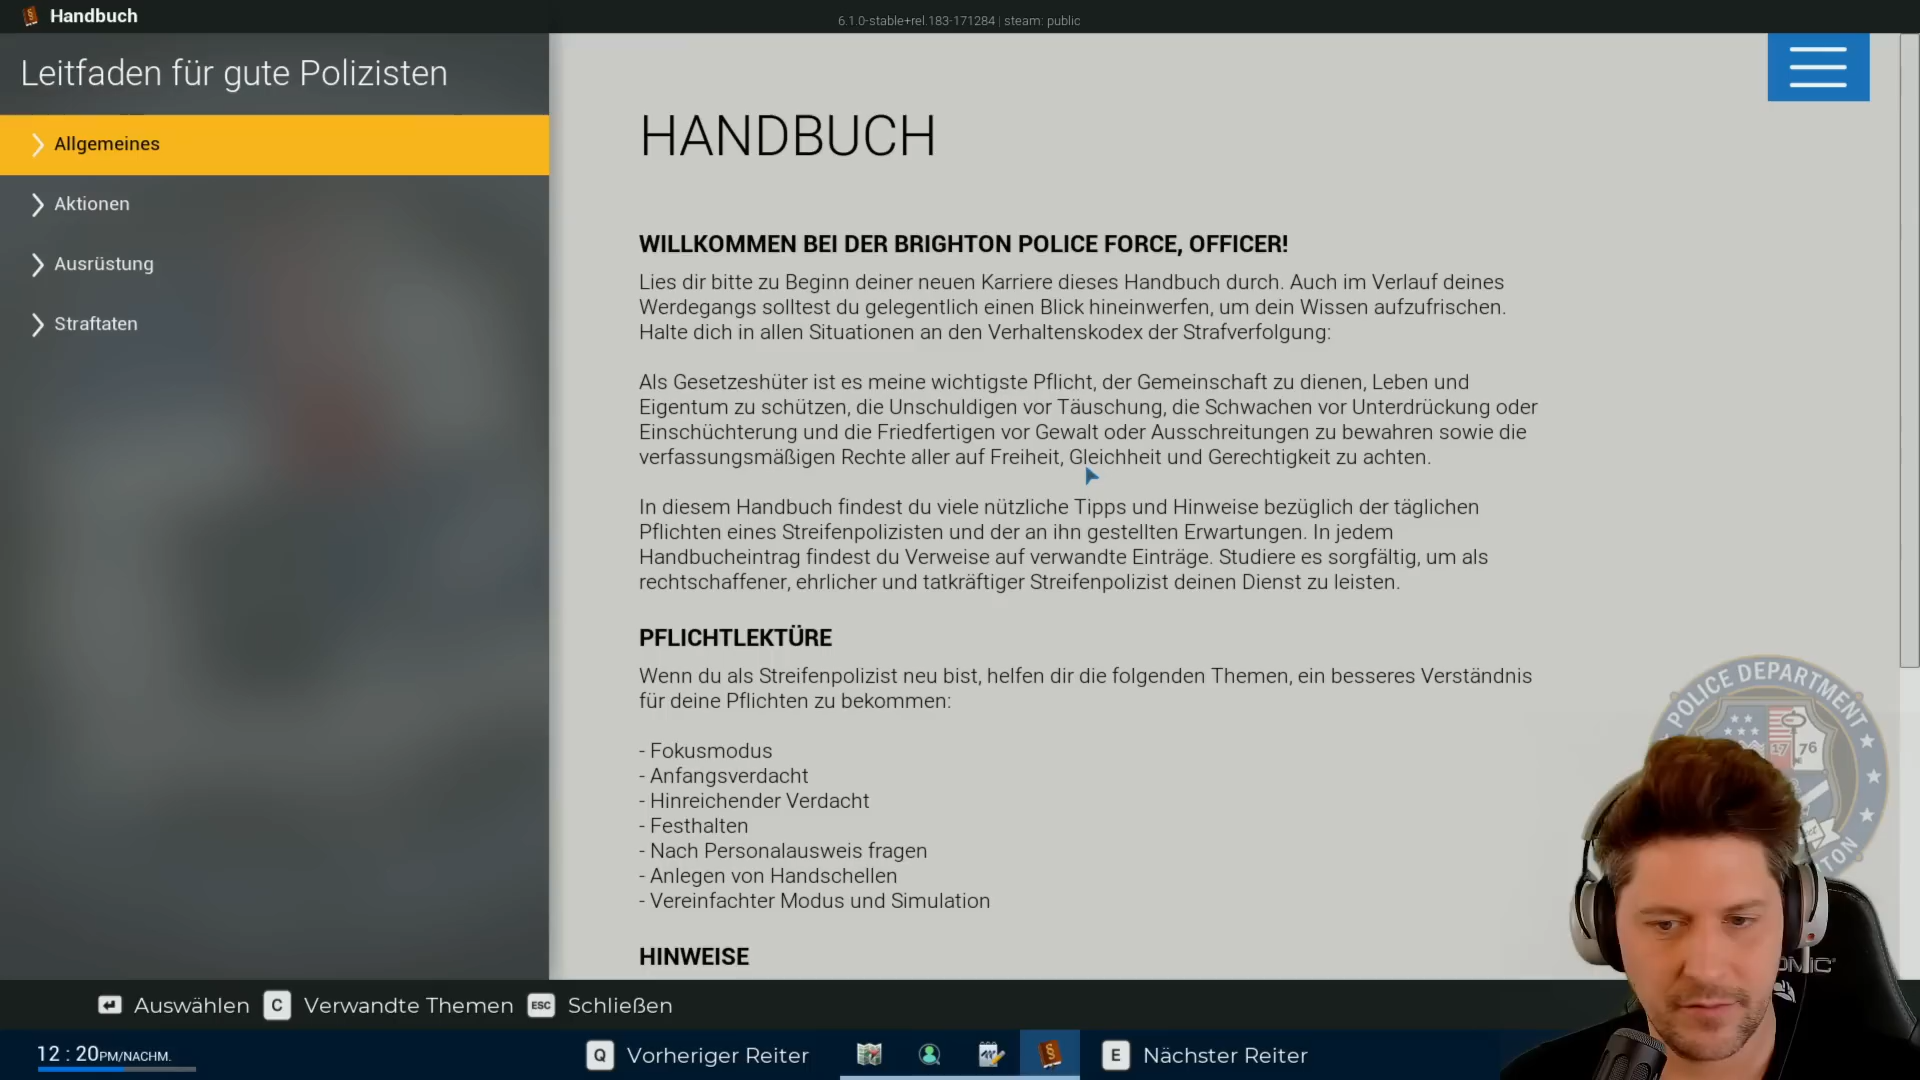 Handbuch
6.1.0-stable+rel.183-171284 | steam: public
Leitfaden für gute Polizisten
Allgemeines
Aktionen
Ausrüstung
Straftaten
HANDBUCH
WILLKOMMEN BEI DER BRIGHTON POLICE FORCE, OFFICER!
Lies dir bitte zu Beginn deiner neuen Karriere dieses Handbuch durch. Auch im Verlauf deines
Werdegangs solltest du gelegentlich einen Blick hineinwerfen, um dein Wissen aufzufrischen.
Halte dich in allen Situationen an den Verhaltenskodex der Strafverfolgung:
Als Gesetzeshüter ist es meine wichtigste Pflicht, der Gemeinschaft zu dienen, Leben und
Eigentum zu schützen, die Unschuldigen vor Täuschung, die Schwachen vor Unterdrückung oder
Einschüchterung und die Friedfertigen vor Gewalt oder Ausschreitungen zu bewahren sowie die
verfassungsmäßigen Rechte aller auf Freiheit, Gleichheit und Gerechtigkeit zu achten.
In diesem Handbuch findest du viele nützliche Tipps und Hinweise bezüglich der täglichen
Pflichten eines Streifenpolizisten und der an ihn gestellten Erwartungen. In jedem
Handbucheintrag findest du Verweise auf verwandte Einträge. Studiere es sorgfältig, um als
rechtschaffener, ehrlicher und tatkräftiger Streifenpolizist deinen Dienst zu leisten.
PFLICHTLEKTÜRE
Wenn du als Streifenpolizist neu bist, helfen dir die folgenden Themen, ein besseres Verständnis
für deine Pflichten zu bekommen:
- Fokusmodus
- Anfangsverdacht
- Hinreichender Verdacht
- Festhalten
- Nach Personalausweis fragen
- Anlegen von Handschellen
- Vereinfachter Modus und Simulation
HINWEISE
POLICE DEPARTMENT
17 76
Auswählen C Verwandte Themen ESC Schließen
12 : 20 PM/NACHM.
Q Vorheriger Reiter
E Nächster Reiter